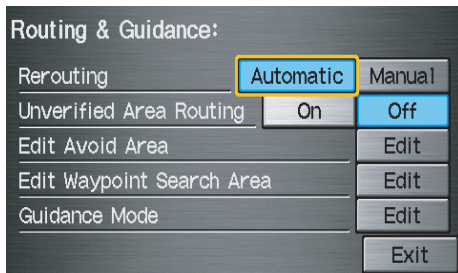 Routing & Guidance:
Rerouting Automatic Manual
Unverified Area Routing On Off
Edit Avoid Area Edit
Edit Waypoint Search Area Edit
Guidance Mode Edit
Exit